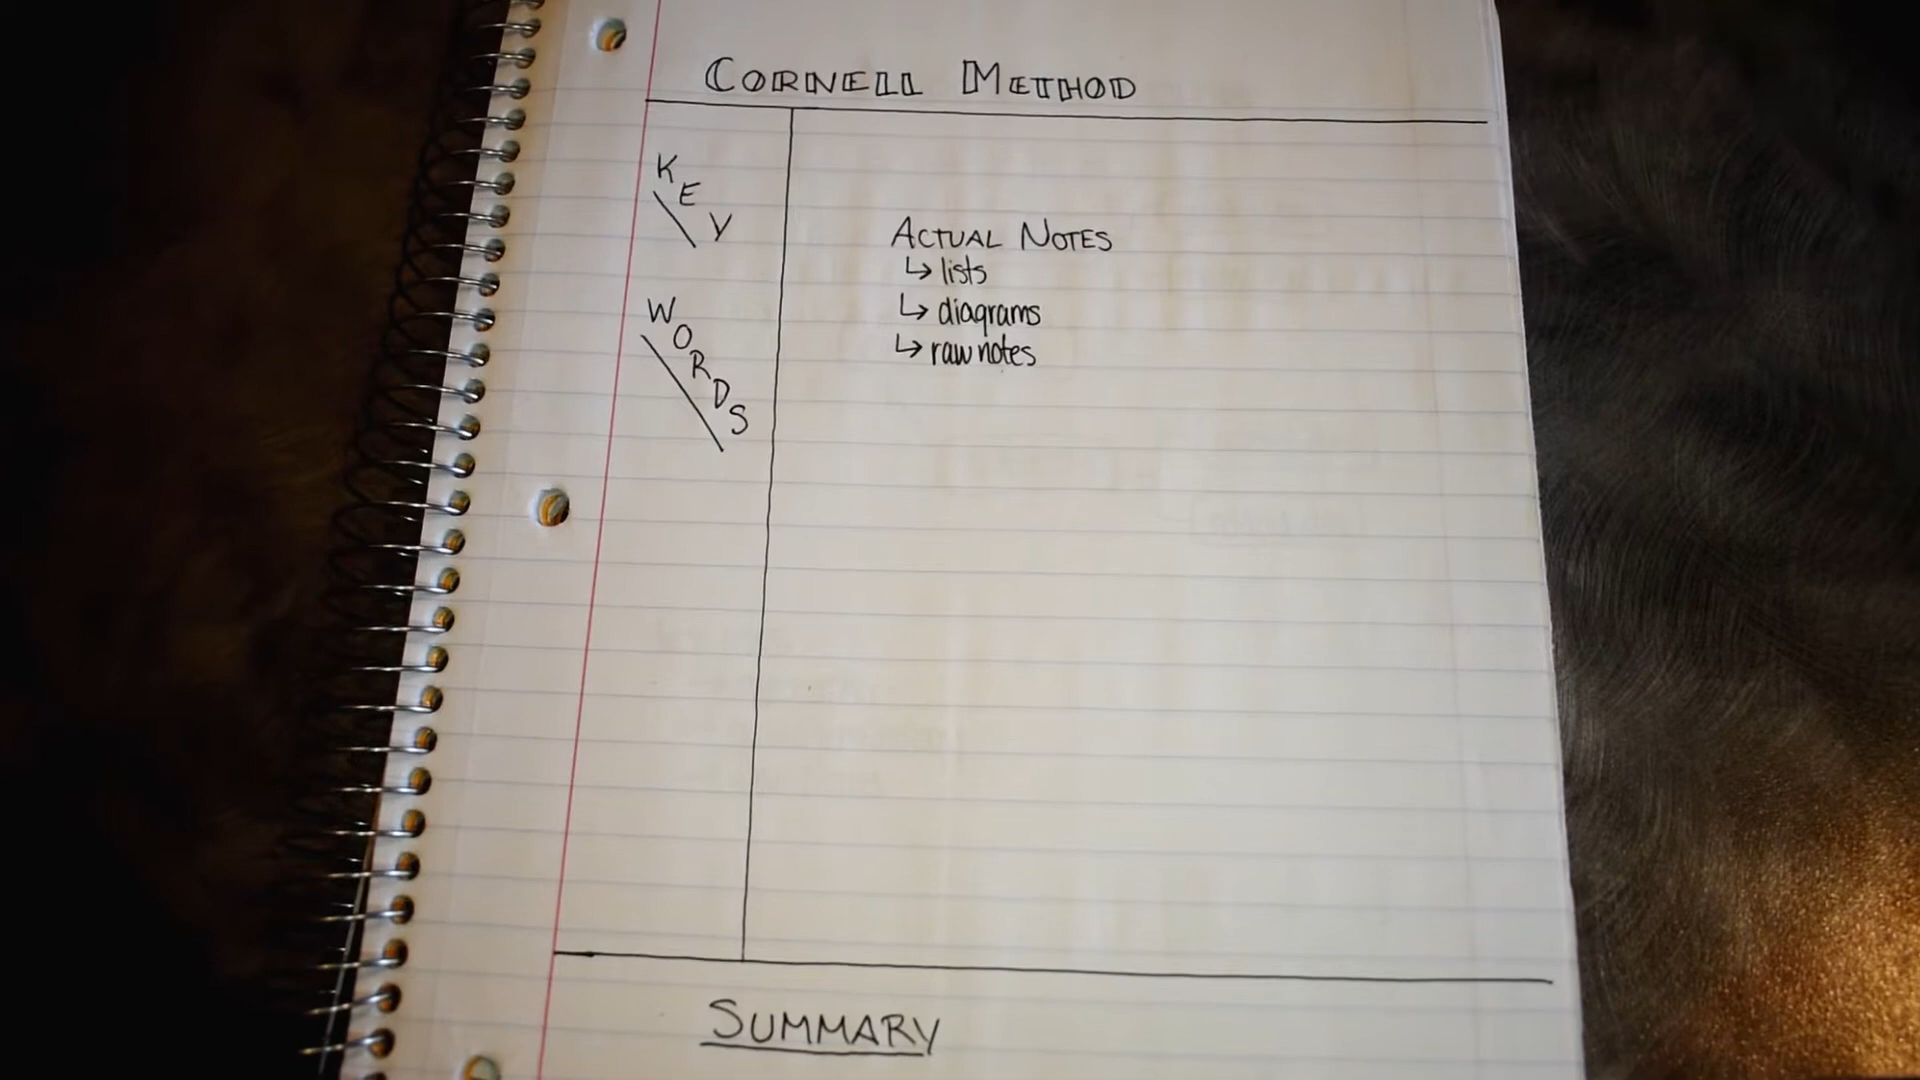 CORNELL METHOD
KEY
WORDS
ACTUAL NOTES
↳ lists
↳ diagrams
↳ raw notes
SUMMARY